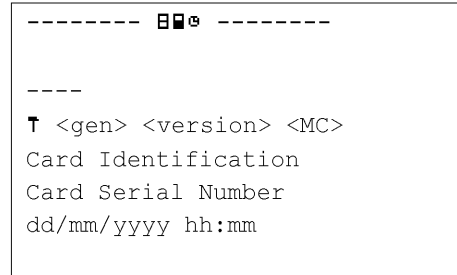 -------- --------
----
T <gen> <version> <MC>
Card Identification
Card Serial Number
dd/mm/yyyy hh:mm